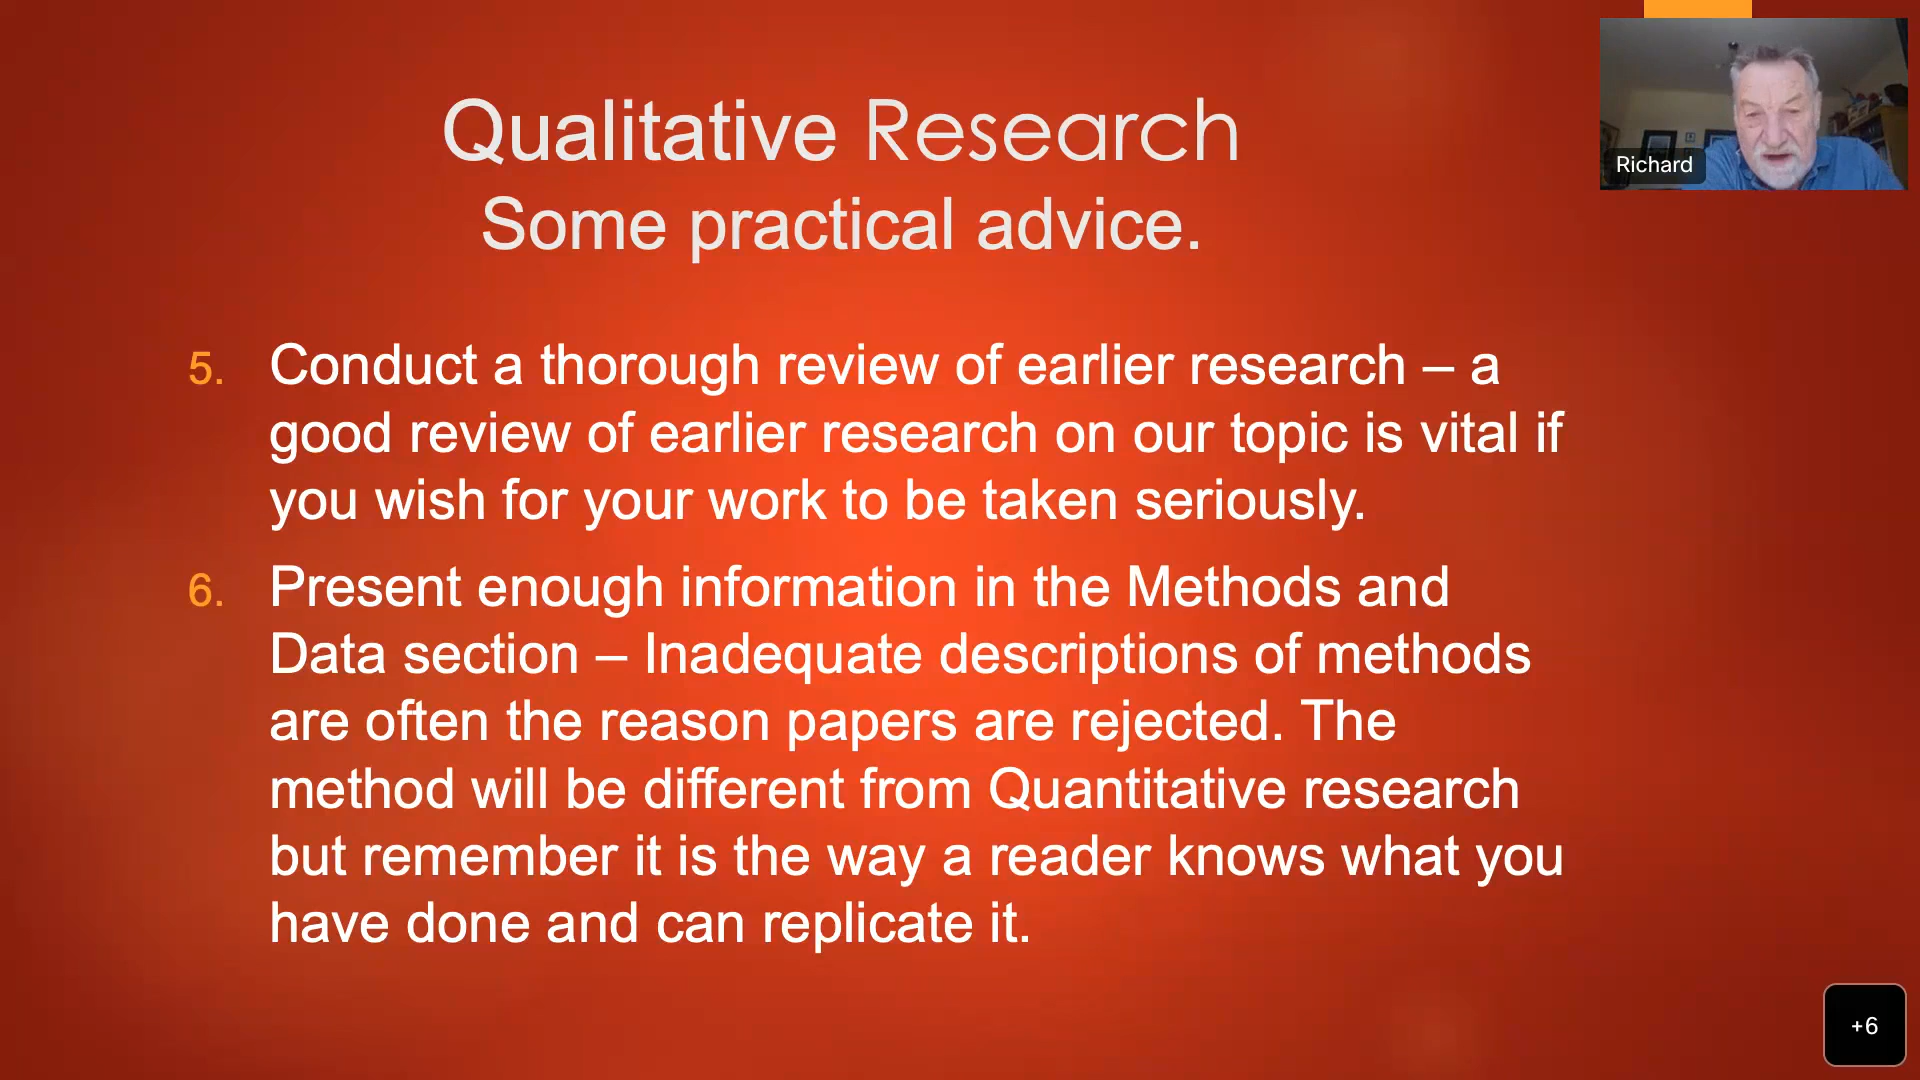 Qualitative Research
Some practical advice.
Richard
5. Conduct a thorough review of earlier research – a
good review of earlier research on our topic is vital if
you wish for your work to be taken seriously.
6. Present enough information in the Methods and
Data section – Inadequate descriptions of methods
are often the reason papers are rejected. The
method will be different from Quantitative research
but remember it is the way a reader knows what you
have done and can replicate it.
+6